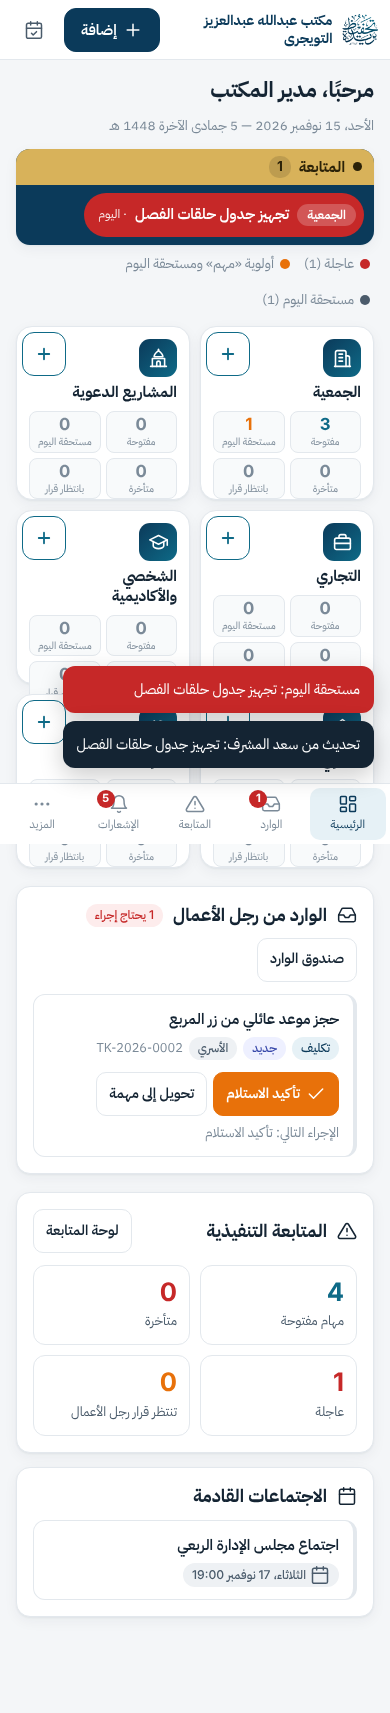 مكتب عبدالله عبدالعزيز
التويجري
إضافة
مرحبًا، مدير المكتب
الأحد، 15 نوفمبر 2026 — 5 جمادى الآخرة 1448 هـ
المتابعة 1
الجمعية تجهيز جدول حلقات الفصل · اليوم
عاجلة (1) أولوية «مهم» ومستحقة اليوم
مستحقة اليوم (1)
الجمعية
3 1
مفتوحة مستحقة اليوم
0 0
متأخرة بانتظار قرار
المشاريع الدعوية
0 0
مفتوحة مستحقة اليوم
0 0
متأخرة بانتظار قرار
التجاري
0 0
مفتوحة مستحقة اليوم
0 0
الشخصي
والأكاديمية
0 0
مفتوحة مستحقة اليوم
مستحقة اليوم: تجهيز جدول حلقات الفصل
تحديث من سعد المشرف: تجهيز جدول حلقات الفصل
الرئيسية
1
الوارد
المتابعة
5
الإشعارات
المزيد
متأخرة بانتظار قرار
متأخرة بانتظار قرار
الوارد من رجل الأعمال 1 يحتاج إجراء
صندوق الوارد
حجز موعد عائلي من زر المربع
تكليف جديد الأسري TK-2026-0002
تأكيد الاستلام تحويل إلى مهمة
الإجراء التالي: تأكيد الاستلام
المتابعة التنفيذية لوحة المتابعة
4 0
مهام مفتوحة متأخرة
1 0
عاجلة تنتظر قرار رجل الأعمال
الاجتماعات القادمة
اجتماع مجلس الإدارة الربعي
الثلاثاء، 17 نوفمبر 19:00